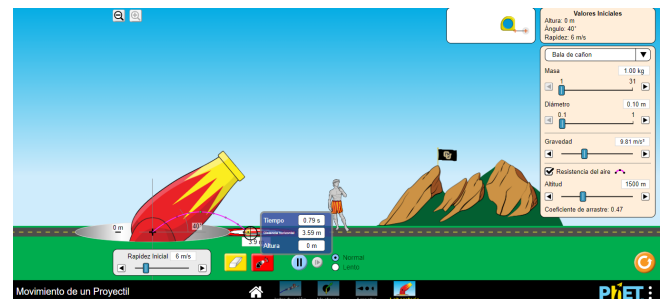 Valores Iniciales
Altura: 0 m
Ángulo: 40°
Rapidez: 6 m/s
Bala de cañon
Masa
1.00 kg
1
31
Diámetro
0.10 m
0.1
1
Gravedad
9.81 m/s²
Resistencia del aire
Altitud
1500 m
Coeficiente de arrastre: 0.47
CU
0 m
40°
Tiempo
0.79 s
3.59 m
Altura
0 m
Rapidez Inicial
6 m/s
Normal
Lento
Movimiento de un Proyectil
PhET